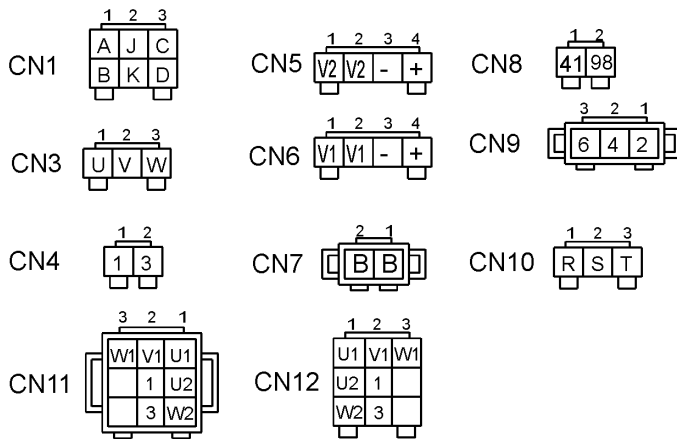 1 2 3
CN1
A J C
B K D
1 2 3 4
CN5
V2 V2 - +
1 2
CN8
41 98
1 2 3
CN3
U V W
1 2 3 4
CN6
V1 V1 - +
3 2 1
CN9
6 4 2
1 2
CN4
1 3
2 1
CN7
B B
1 2 3
CN10
R S T
3 2 1
CN11
W1 V1 U1
1 U2
3 W2
1 2 3
CN12
U1 V1 W1
U2 1
W2 3